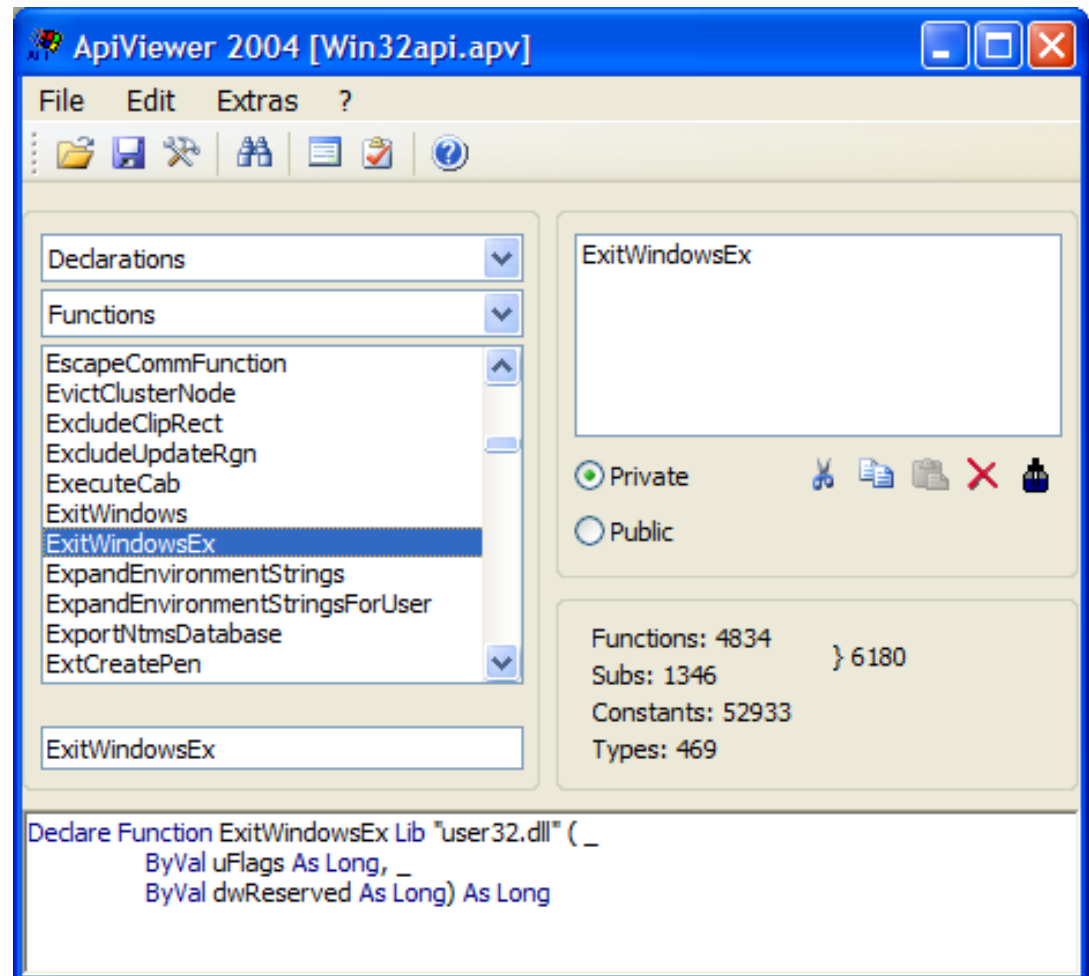 ApiViewer 2004 [Win32api.apv]
File Edit Extras ?
Declarations
Functions
EscapeCommFunction
EvictClusterNode
ExcludeClipRect
ExcludeUpdateRgn
ExecuteCab
ExitWindows
ExitWindowsEx
ExpandEnvironmentStrings
ExpandEnvironmentStringsForUser
ExportNtmsDatabase
ExtCreatePen
ExitWindowsEx
ExitWindowsEx
Private
Public
Functions: 4834
Subs: 1346
} 6180
Constants: 52933
Types: 469
Declare Function ExitWindowsEx Lib "user32.dll" ( _
ByVal uFlags As Long, _
ByVal dwReserved As Long) As Long